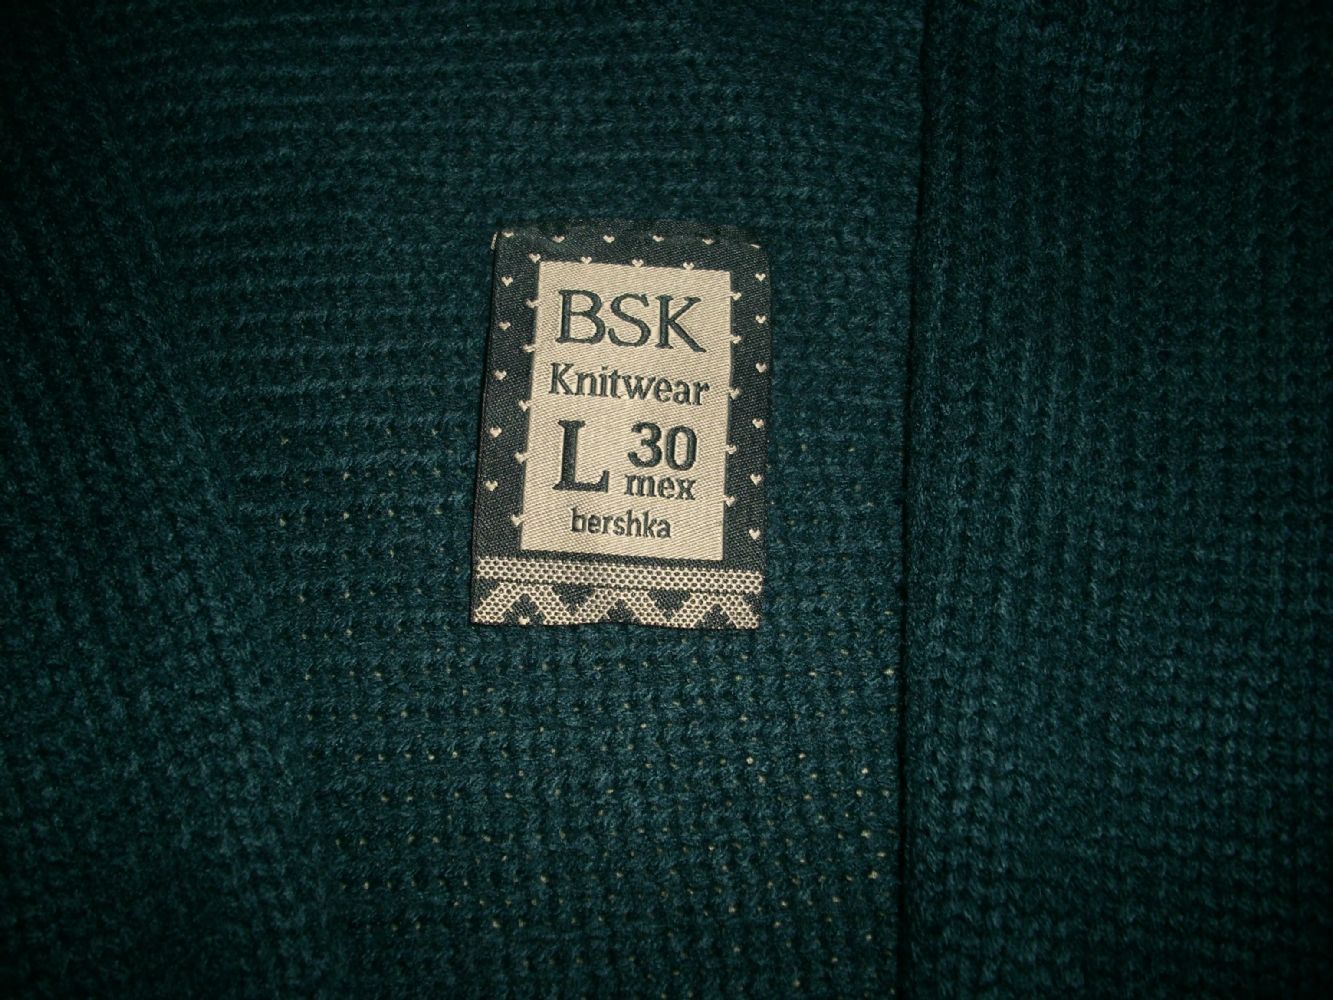 BSK
Knitwear
L 30
mex
bershka